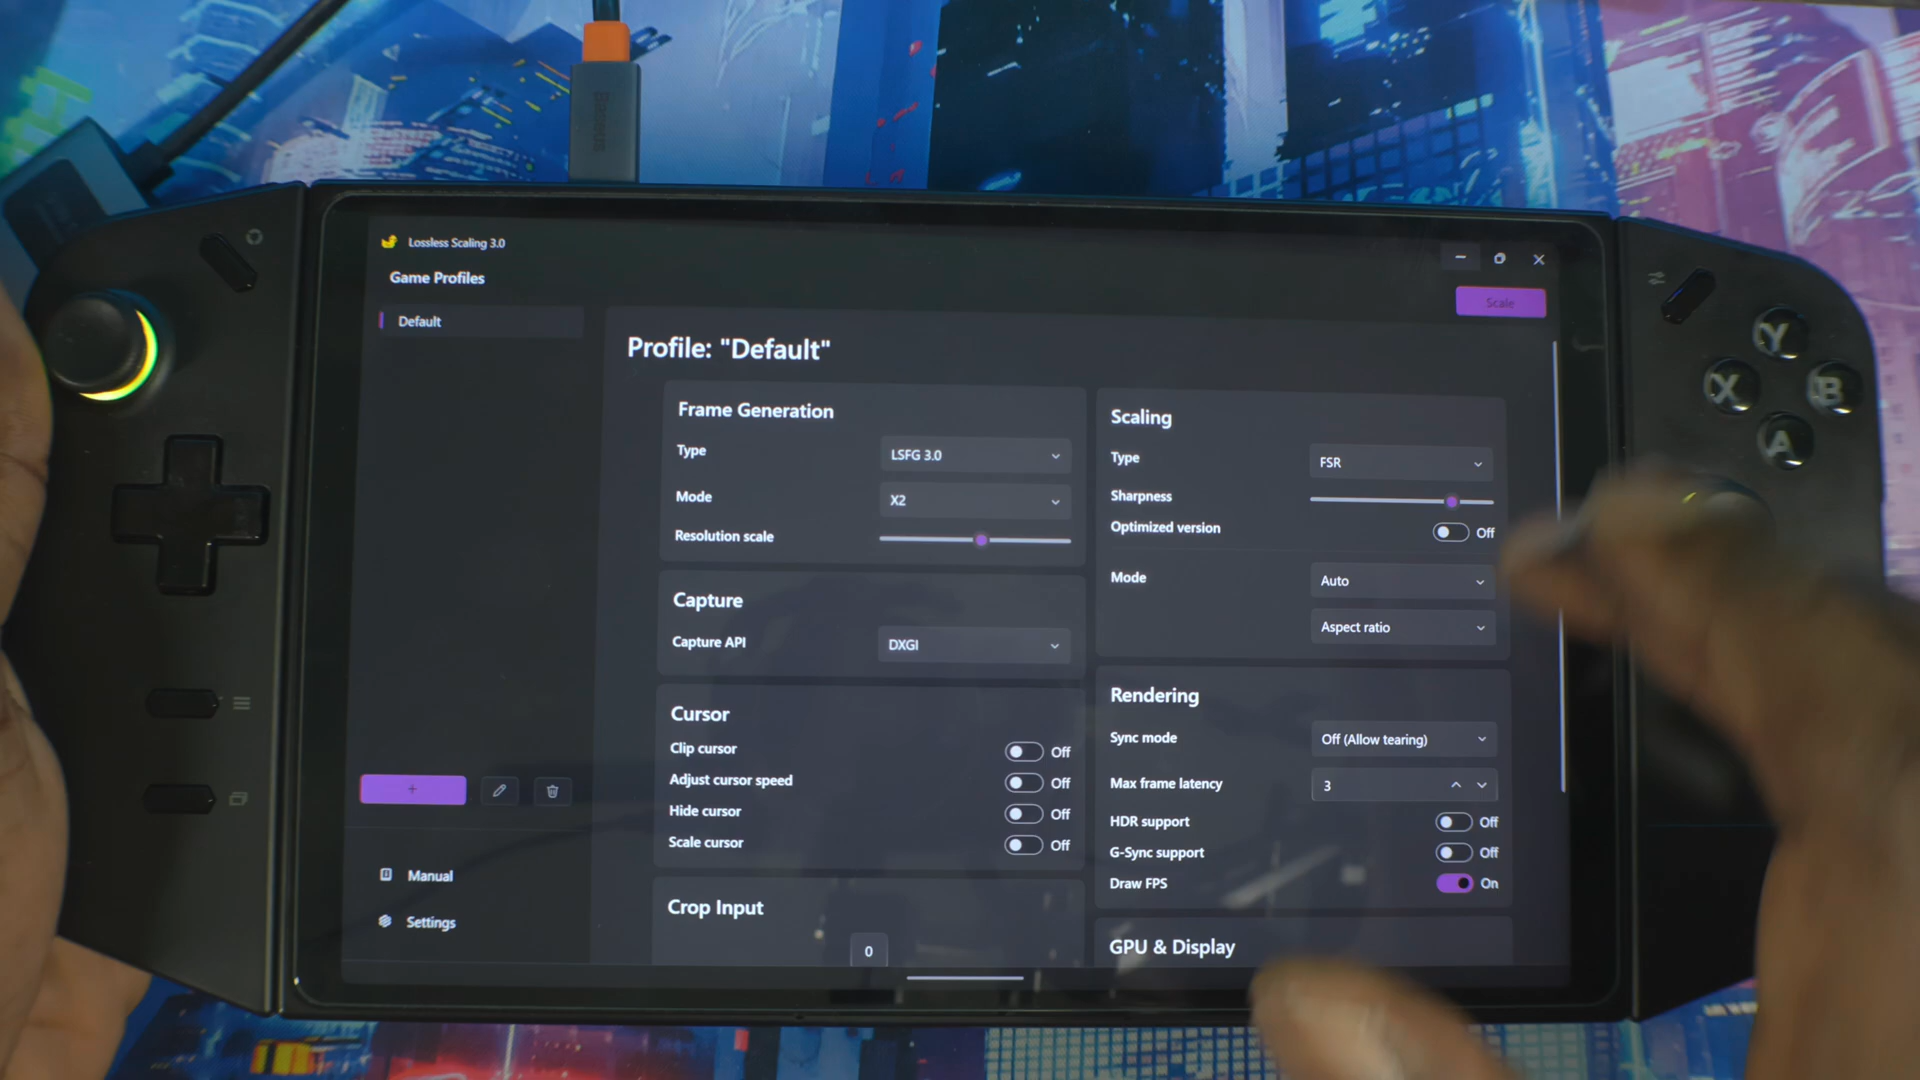 Baseus
Lossless Scaling 3.0
Game Profiles
Scale
Default
Profile: "Default"
Frame Generation
Type
LSFG 3.0
Mode
X2
Resolution scale
Capture
Capture API
DXGI
Cursor
Clip cursor
Off
Adjust cursor speed
Off
Hide cursor
Off
Scale cursor
Off
Crop Input
0
Scaling
Type
FSR
Sharpness
Optimized version
Off
Mode
Auto
Aspect ratio
Rendering
Sync mode
Off (Allow tearing)
Max frame latency
3
HDR support
Off
G-Sync support
Off
Draw FPS
On
GPU & Display
Manual
Settings
Y
X
B
A